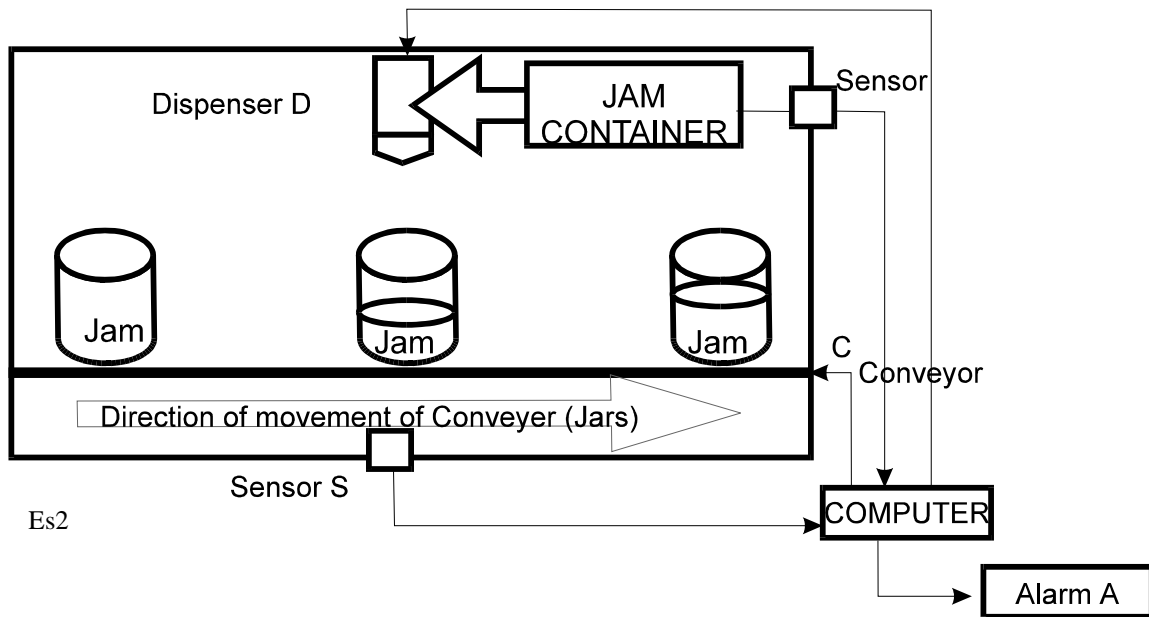 Sensor
Dispenser D
JAM
CONTAINER
Jam
Jam
Jam
C
Conveyor
Direction of movement of Conveyer (Jars)
Sensor S
Es2
COMPUTER
Alarm A